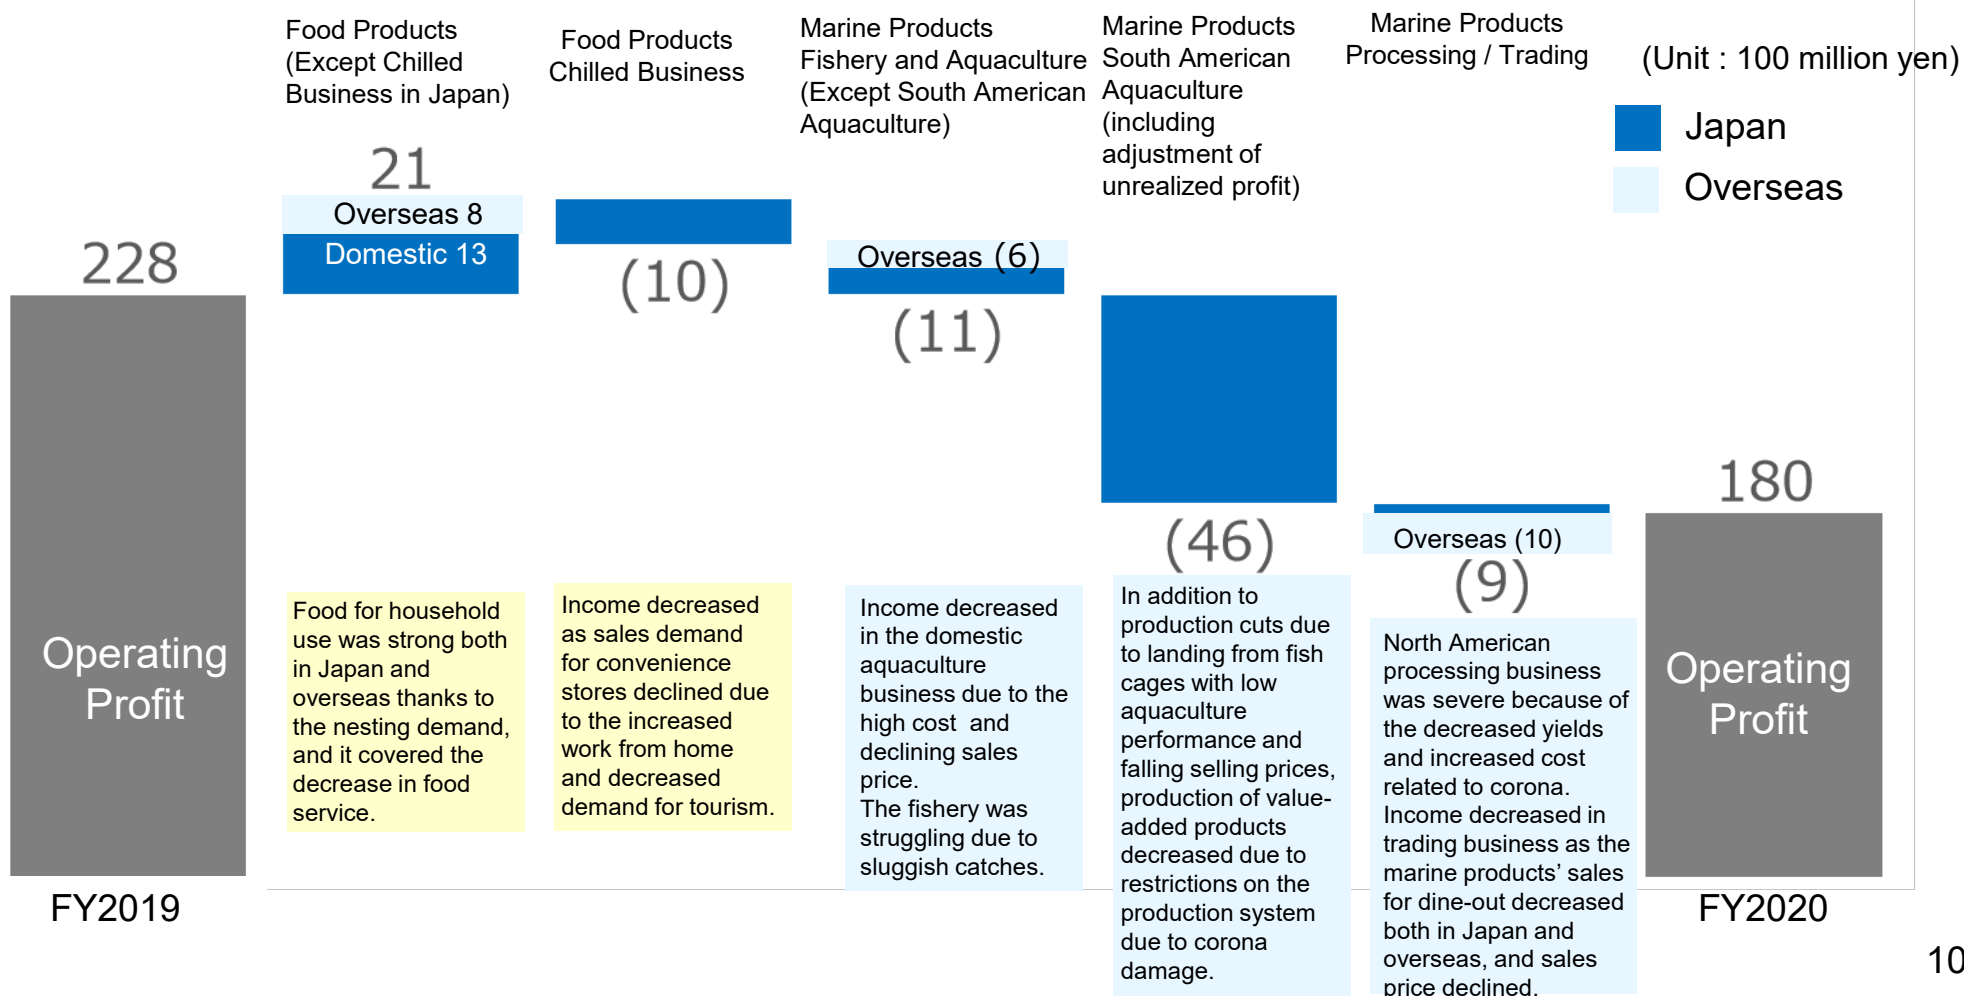 Food Products
(Except Chilled
Business in Japan)
Food Products
Chilled Business
Marine Products
Fishery and Aquaculture
(Except South American
Aquaculture)
Marine Products
South American
Aquaculture
(including
adjustment of
unrealized profit)
Marine Products
Processing / Trading
(Unit : 100 million yen)
Japan
Overseas
228
Operating
Profit
FY2019
21
Overseas 8
Domestic 13
(10)
Overseas (6)
(11)
(46)
Overseas (10)
(9)
180
Operating
Profit
FY2020
Food for household
use was strong both
in Japan and
overseas thanks to
the nesting demand,
and it covered the
decrease in food
service.
Income decreased
as sales demand
for convenience
stores declined due
to the increased
work from home
and decreased
demand for tourism.
Income decreased
in the domestic
aquaculture
business due to the
high cost and
declining sales
price.
The fishery was
struggling due to
sluggish catches.
In addition to
production cuts due
to landing from fish
cages with low
aquaculture
performance and
falling selling prices,
production of value-
added products
decreased due to
restrictions on the
production system
due to corona
damage.
North American
processing business
was severe because of
the decreased yields
and increased cost
related to corona.
Income decreased in
trading business as the
marine products’ sales
for dine-out decreased
both in Japan and
overseas, and sales
price declined.
10